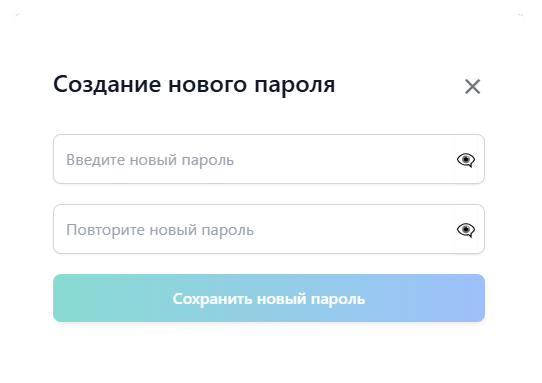 Создание нового пароля
Введите новый пароль
Повторите новый пароль
Сохранить новый пароль